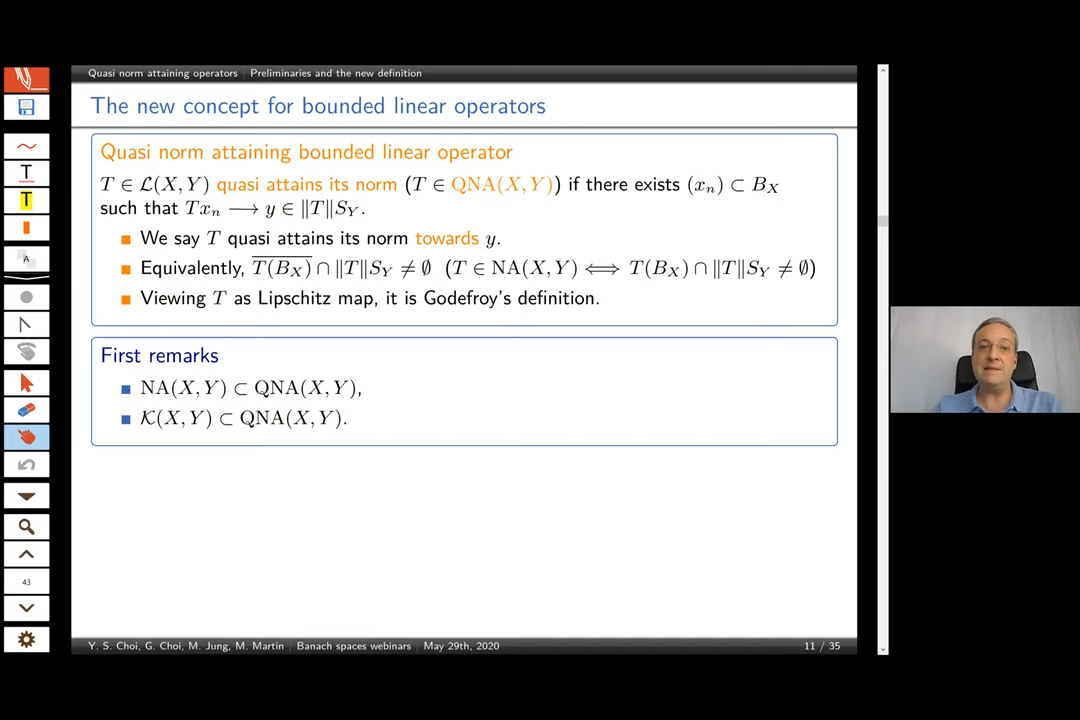 Quasi norm attaining operators | Preliminaries and the new definition
The new concept for bounded linear operators
Quasi norm attaining bounded linear operator
T ∈ ℒ(X, Y) quasi attains its norm (T ∈ QNA(X, Y)) if there exists (xₙ) ⊂ B_X
such that Txₙ ⟶ y ∈ ‖T‖S_Y.
■ We say T quasi attains its norm towards y.
■ Equivalently, \overline{T(B_X)} ∩ ‖T‖S_Y ≠ ∅ (T ∈ NA(X, Y) ⟺ T(B_X) ∩ ‖T‖S_Y ≠ ∅)
■ Viewing T as Lipschitz map, it is Godefroy's definition.
First remarks
■ NA(X, Y) ⊂ QNA(X, Y),
■ 𝒦(X, Y) ⊂ QNA(X, Y).
T
T
A
43
Y. S. Choi, G. Choi, M. Jung, M. Martin | Banach spaces webinars | May 29th, 2020
11 / 35